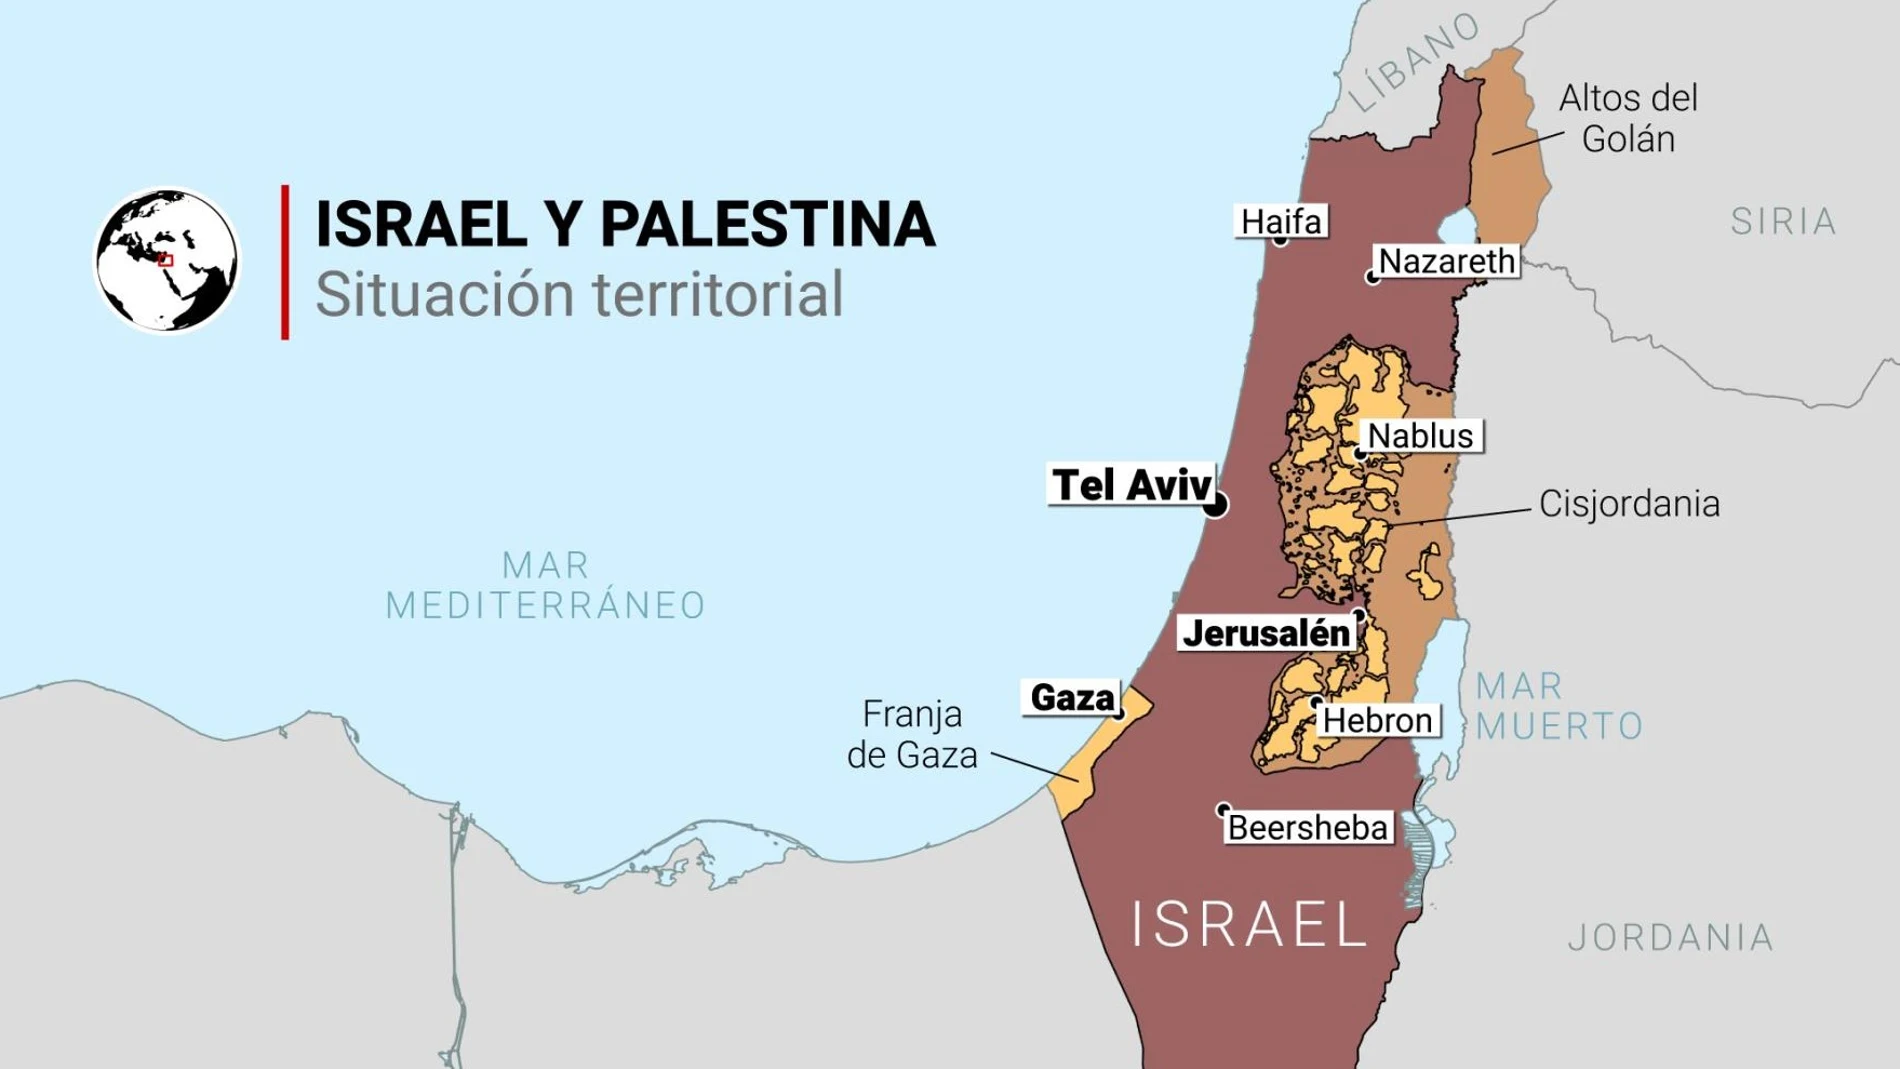 ISRAEL Y PALESTINA
Situación territorial
LÍBANO
Altos del
Golán
SIRIA
Haifa
Nazareth
Nablus
Tel Aviv
Cisjordania
MAR
MEDITERRÁNEO
Jerusalén
Gaza
Franja
de Gaza
Hebron
MAR
MUERTO
Beersheba
ISRAEL
JORDANIA